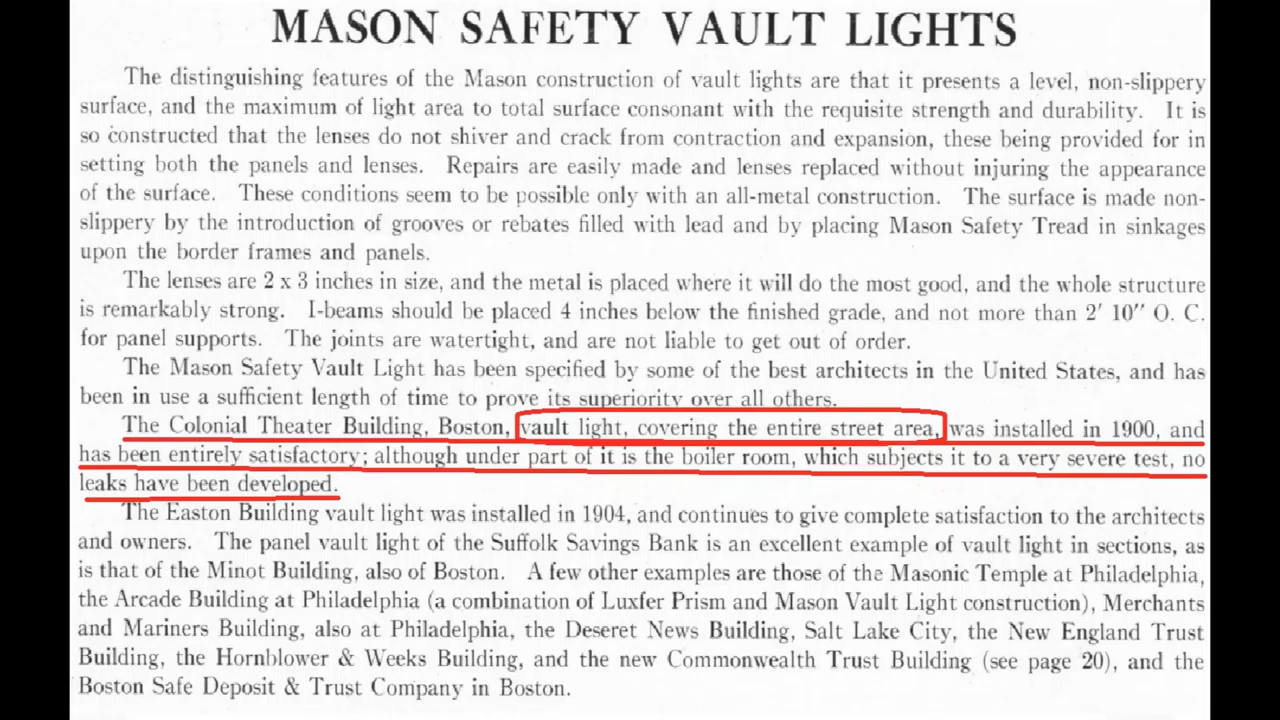 MASON SAFETY VAULT LIGHTS
The distinguishing features of the Mason construction of vault lights are that it presents a level, non-slippery
surface, and the maximum of light area to total surface consonant with the requisite strength and durability. It is
so constructed that the lenses do not shiver and crack from contraction and expansion, these being provided for in
setting both the panels and lenses. Repairs are easily made and lenses replaced without injuring the appearance
of the surface. These conditions seem to be possible only with an all-metal construction. The surface is made non-
slippery by the introduction of grooves or rebates filled with lead and by placing Mason Safety Tread in sinkages
upon the border frames and panels.
The lenses are 2 x 3 inches in size, and the metal is placed where it will do the most good, and the whole structure
is remarkably strong. I-beams should be placed 4 inches below the finished grade, and not more than 2' 10" O. C.
for panel supports. The joints are watertight, and are not liable to get out of order.
The Mason Safety Vault Light has been specified by some of the best architects in the United States, and has
been in use a sufficient length of time to prove its superiority over all others.
The Colonial Theater Building, Boston, vault light, covering the entire street area, was installed in 1900, and
has been entirely satisfactory; although under part of it is the boiler room, which subjects it to a very severe test, no
leaks have been developed.
The Easton Building vault light was installed in 1904, and continues to give complete satisfaction to the architects
and owners. The panel vault light of the Suffolk Savings Bank is an excellent example of vault light in sections, as
is that of the Minot Building, also of Boston. A few other examples are those of the Masonic Temple at Philadelphia,
the Arcade Building at Philadelphia (a combination of Luxfer Prism and Mason Vault Light construction), Merchants
and Mariners Building, also at Philadelphia, the Deseret News Building, Salt Lake City, the New England Trust
Building, the Hornblower & Weeks Building, and the new Commonwealth Trust Building (see page 20), and the
Boston Safe Deposit & Trust Company in Boston.